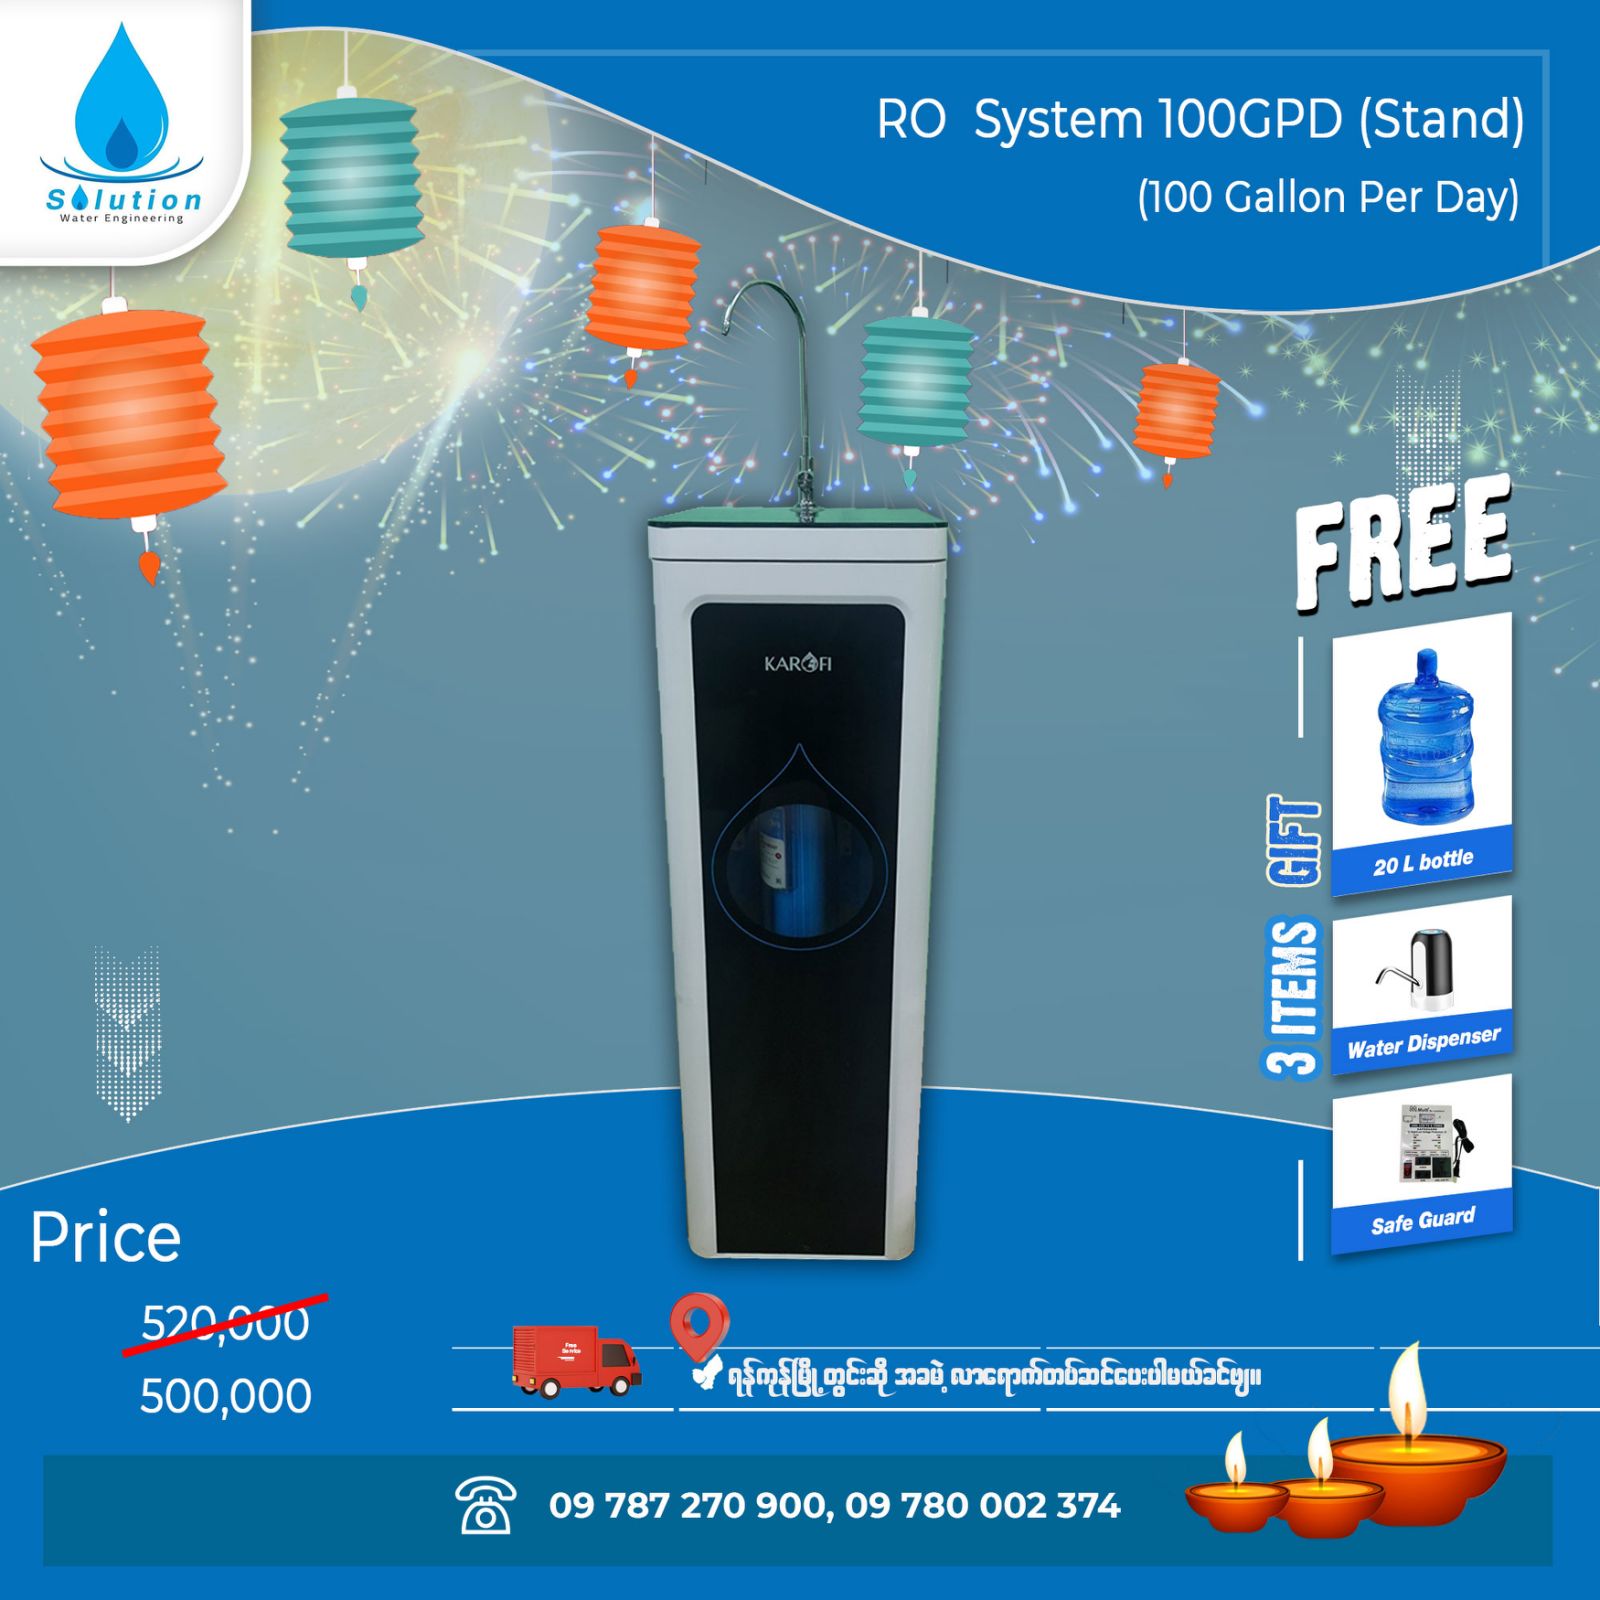 Solution
Water Engineering
RO System 100GPD (Stand)
(100 Gallon Per Day)
FREE
3 ITEMS GIFT
20 L bottle
Water Dispenser
Safe Guard
KAROFI
Price
520,000
500,000
Free
Service
ရန်ကုန်မြို့တွင်းဆို အခမဲ့ လာရောက်တပ်ဆင်ပေးပါမယ်ခင်ဗျ။
09 787 270 900, 09 780 002 374